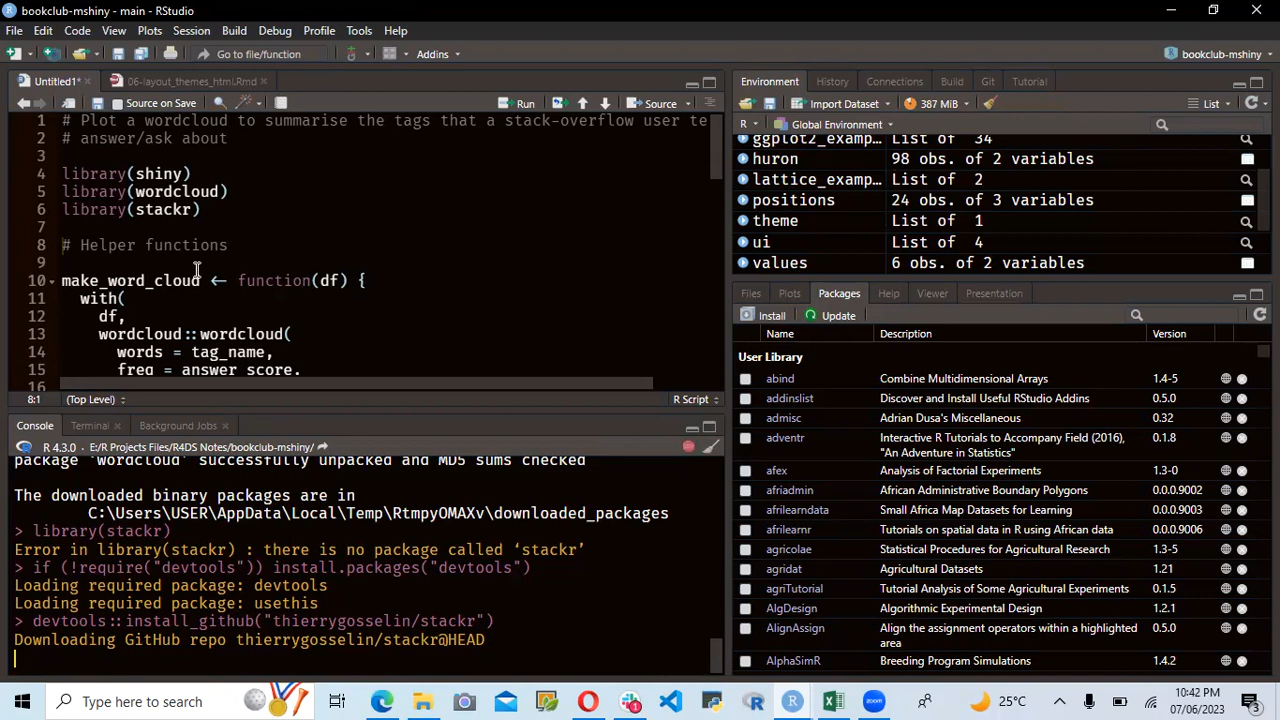 bookclub-mshiny - main - RStudio
File Edit Code View Plots Session Build Debug Profile Tools Help
Go to file/function Addins bookclub-mshiny
Untitled1* 06-layout_themes_html.Rmd
Source on Save Run Source
1 # Plot a wordcloud to summarise the tags that a stack-overflow user te
2 # answer/ask about
3
4 library(shiny)
5 library(wordcloud)
6 library(stackr)
7
8 # Helper functions
9
10 make_word_cloud ← function(df) {
11 with(
12 df,
13 wordcloud::wordcloud(
14 words = tag_name,
15 freq = answer_score,
16
8:1 (Top Level) R Script
Console Terminal Background Jobs
R 4.3.0 · E:/R Projects Files/R4DS Notes/bookclub-mshiny/
package ‘wordcloud’ successfully unpacked and MD5 sums checked
The downloaded binary packages are in
C:\Users\USER\AppData\Local\Temp\RtmpyOMAXv\downloaded_packages
> library(stackr)
Error in library(stackr) : there is no package called ‘stackr’
> if (!require("devtools")) install.packages("devtools")
Loading required package: devtools
Loading required package: usethis
> devtools::install_github("thierrygosselin/stackr")
Downloading GitHub repo thierrygosselin/stackr@HEAD
Environment History Connections Build Git Tutorial
Import Dataset 387 MiB List
R Global Environment
ggplot2_examp... List of 34
huron 98 obs. of 2 variables
lattice_examp... List of 2
positions 24 obs. of 3 variables
theme List of 1
ui List of 4
values 6 obs. of 2 variables
Files Plots Packages Help Viewer Presentation
Install Update
Name Description Version
User Library
abind Combine Multidimensional Arrays 1.4-5
addinslist Discover and Install Useful RStudio Addins 0.5.0
admisc Adrian Dusa's Miscellaneous 0.32
adventr Interactive R Tutorials to Accompany Field (2016), 0.1.8
"An Adventure in Statistics"
afex Analysis of Factorial Experiments 1.3-0
afriadmin African Administrative Boundary Polygons 0.0.0.9002
afrilearndata Small Africa Map Datasets for Learning 0.0.0.9003
afrilearnr Tutorials on spatial data in R using African data 0.0.0.9006
agricolae Statistical Procedures for Agricultural Research 1.3-5
agridat Agricultural Datasets 1.21
agriTutorial Tutorial Analysis of Some Agricultural Experiments 0.1.5
AlgDesign Algorithmic Experimental Design 1.2.1
AlignAssign Align the assignment operators within a highlighted 0.5.0
area
AlphaSimR Breeding Program Simulations 1.4.2
Type here to search 25°C 10:42 PM
07/06/2023